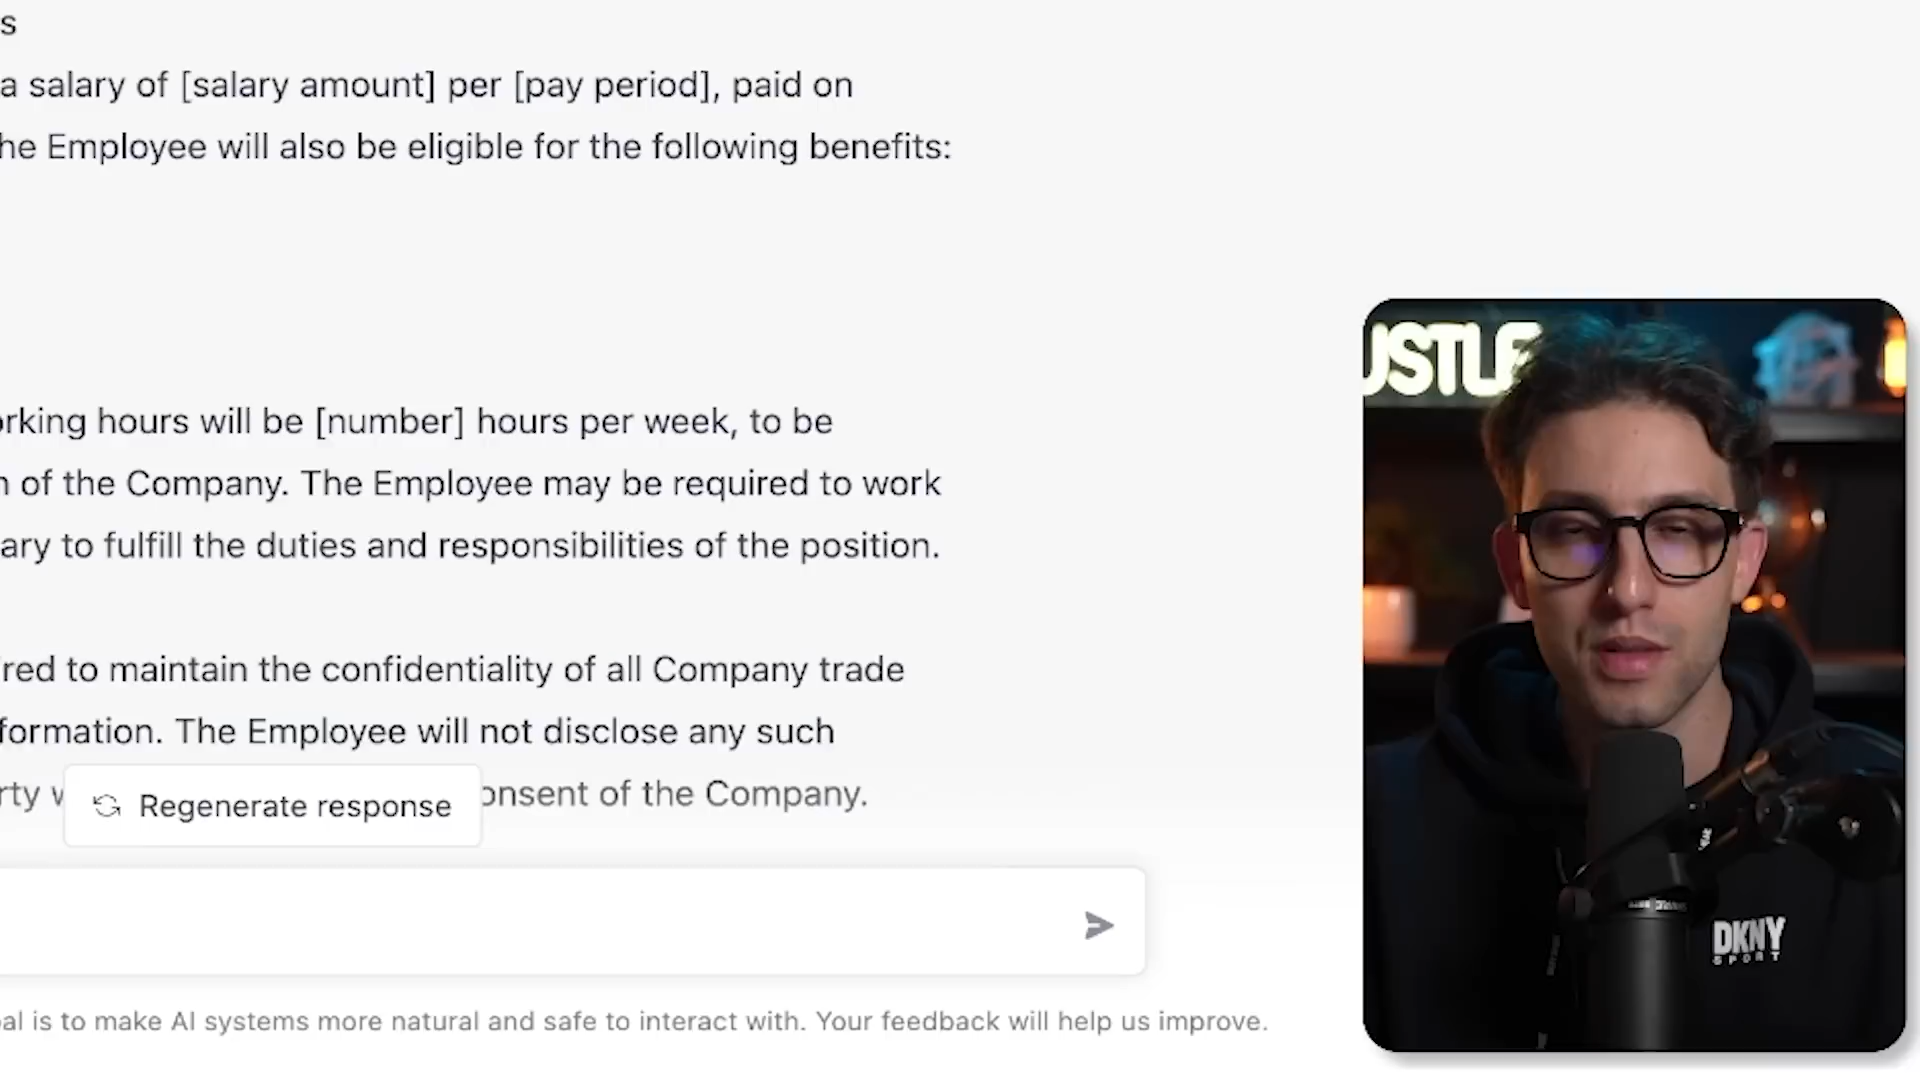 s
a salary of [salary amount] per [pay period], paid on
he Employee will also be eligible for the following benefits:
orking hours will be [number] hours per week, to be
n of the Company. The Employee may be required to work
ary to fulfill the duties and responsibilities of the position.
red to maintain the confidentiality of all Company trade
formation. The Employee will not disclose any such
rty w
onsent of the Company.
Regenerate response
al is to make AI systems more natural and safe to interact with. Your feedback will help us improve.
USTLE
DKNY
SPORT